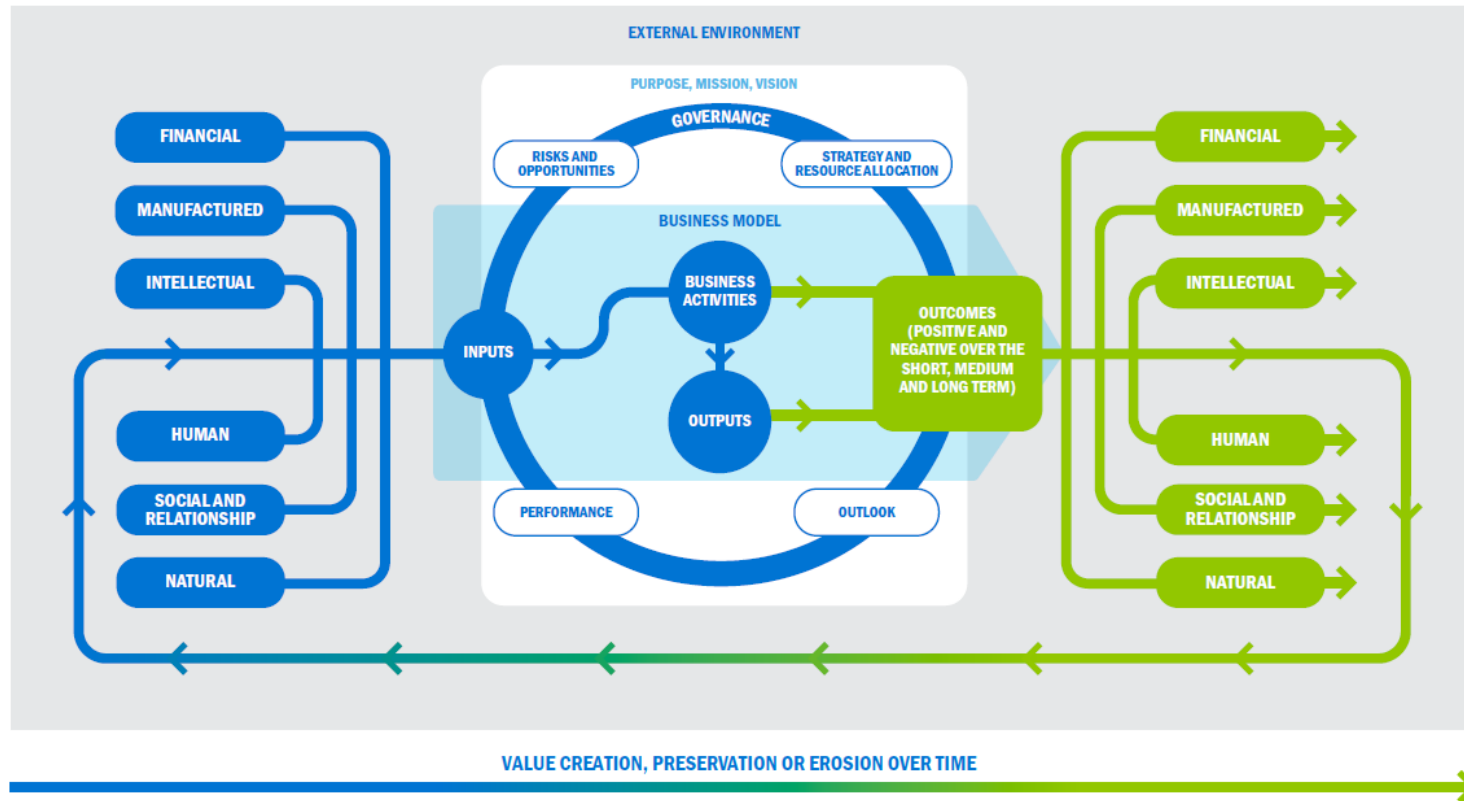 EXTERNAL ENVIRONMENT
PURPOSE, MISSION, VISION
GOVERNANCE
RISKS AND
OPPORTUNITIES
STRATEGY AND
RESOURCE ALLOCATION
FINANCIAL
MANUFACTURED
INTELLECTUAL
HUMAN
SOCIAL AND
RELATIONSHIP
NATURAL
BUSINESS MODEL
INPUTS
BUSINESS
ACTIVITIES
OUTPUTS
OUTCOMES
(POSITIVE AND
NEGATIVE OVER THE
SHORT, MEDIUM
AND LONG TERM)
PERFORMANCE
OUTLOOK
FINANCIAL
MANUFACTURED
INTELLECTUAL
HUMAN
SOCIAL AND
RELATIONSHIP
NATURAL
VALUE CREATION, PRESERVATION OR EROSION OVER TIME